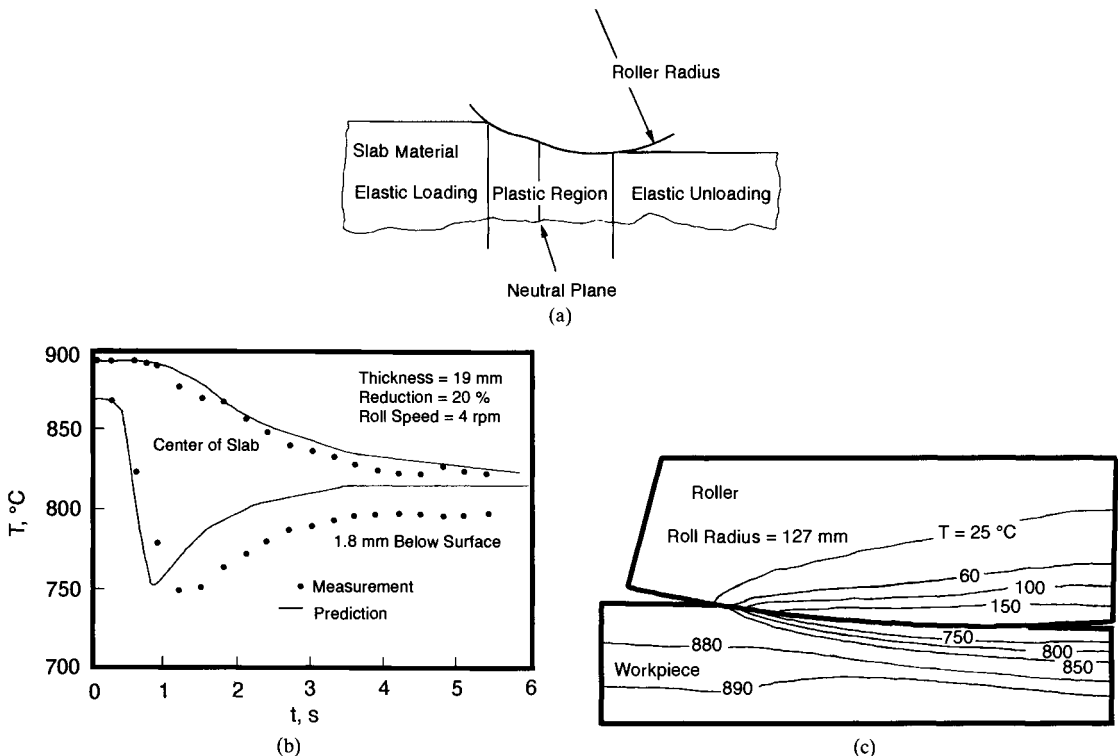 Roller Radius
Slab Material
Elastic Loading
Plastic Region
Elastic Unloading
Neutral Plane
(a)
900
850
800
750
700
T, °C
Thickness = 19 mm
Reduction = 20 %
Roll Speed = 4 rpm
Center of Slab
1.8 mm Below Surface
Measurement
Prediction
0 1 2 3 4 5 6
t, s
(b)
Roller
Roll Radius = 127 mm
T = 25 °C
60
100
150
750
800
850
880
Workpiece
890
(c)